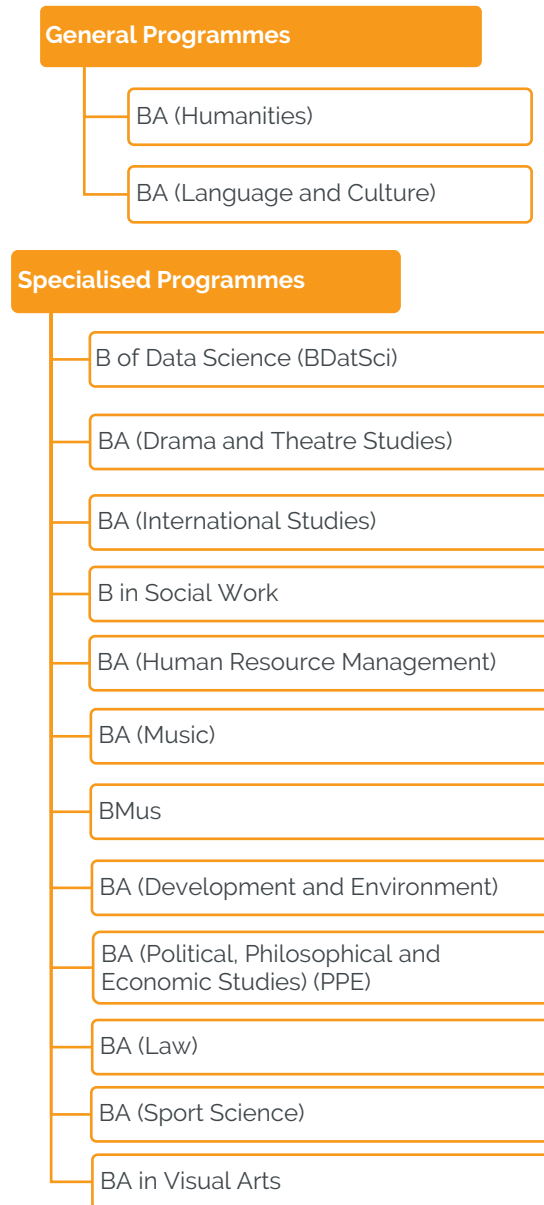 General Programmes
BA (Humanities)
BA (Language and Culture)
Specialised Programmes
B of Data Science (BDatSci)
BA (Drama and Theatre Studies)
BA (International Studies)
B in Social Work
BA (Human Resource Management)
BA (Music)
BMus
BA (Development and Environment)
BA (Political, Philosophical and
Economic Studies) (PPE)
BA (Law)
BA (Sport Science)
BA in Visual Arts